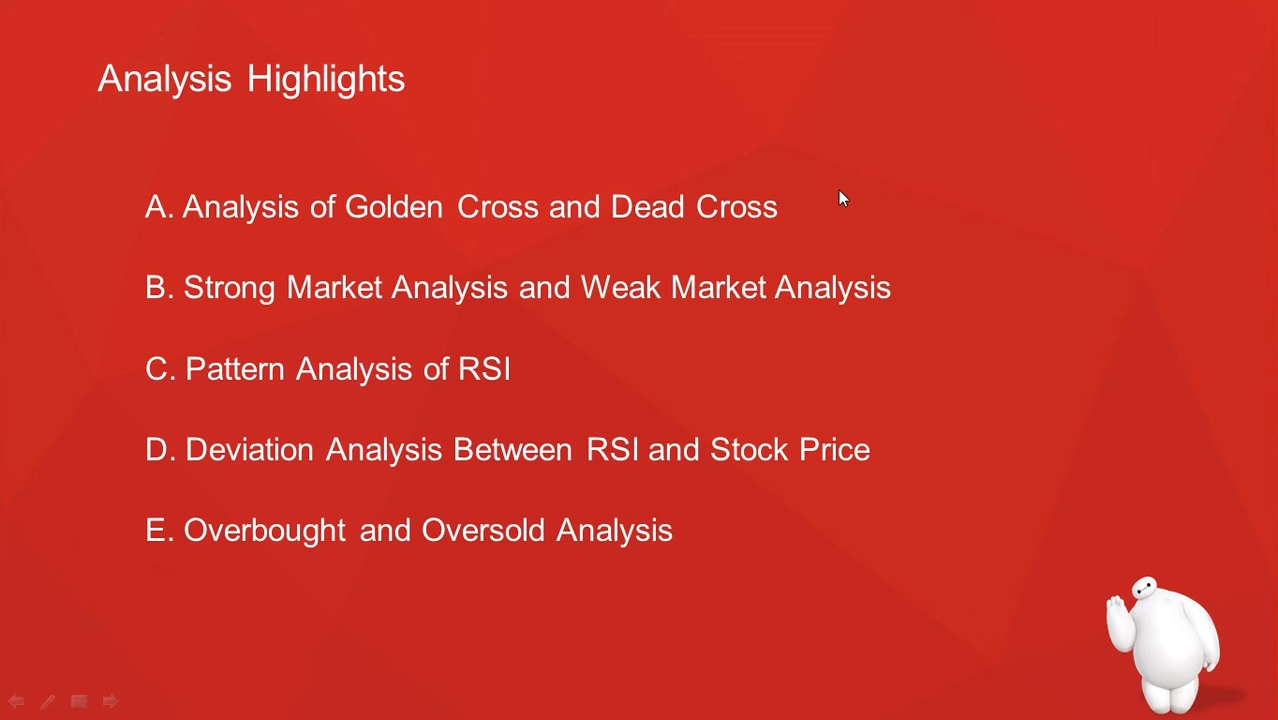 Analysis Highlights
A. Analysis of Golden Cross and Dead Cross
B. Strong Market Analysis and Weak Market Analysis
C. Pattern Analysis of RSI
D. Deviation Analysis Between RSI and Stock Price
E. Overbought and Oversold Analysis